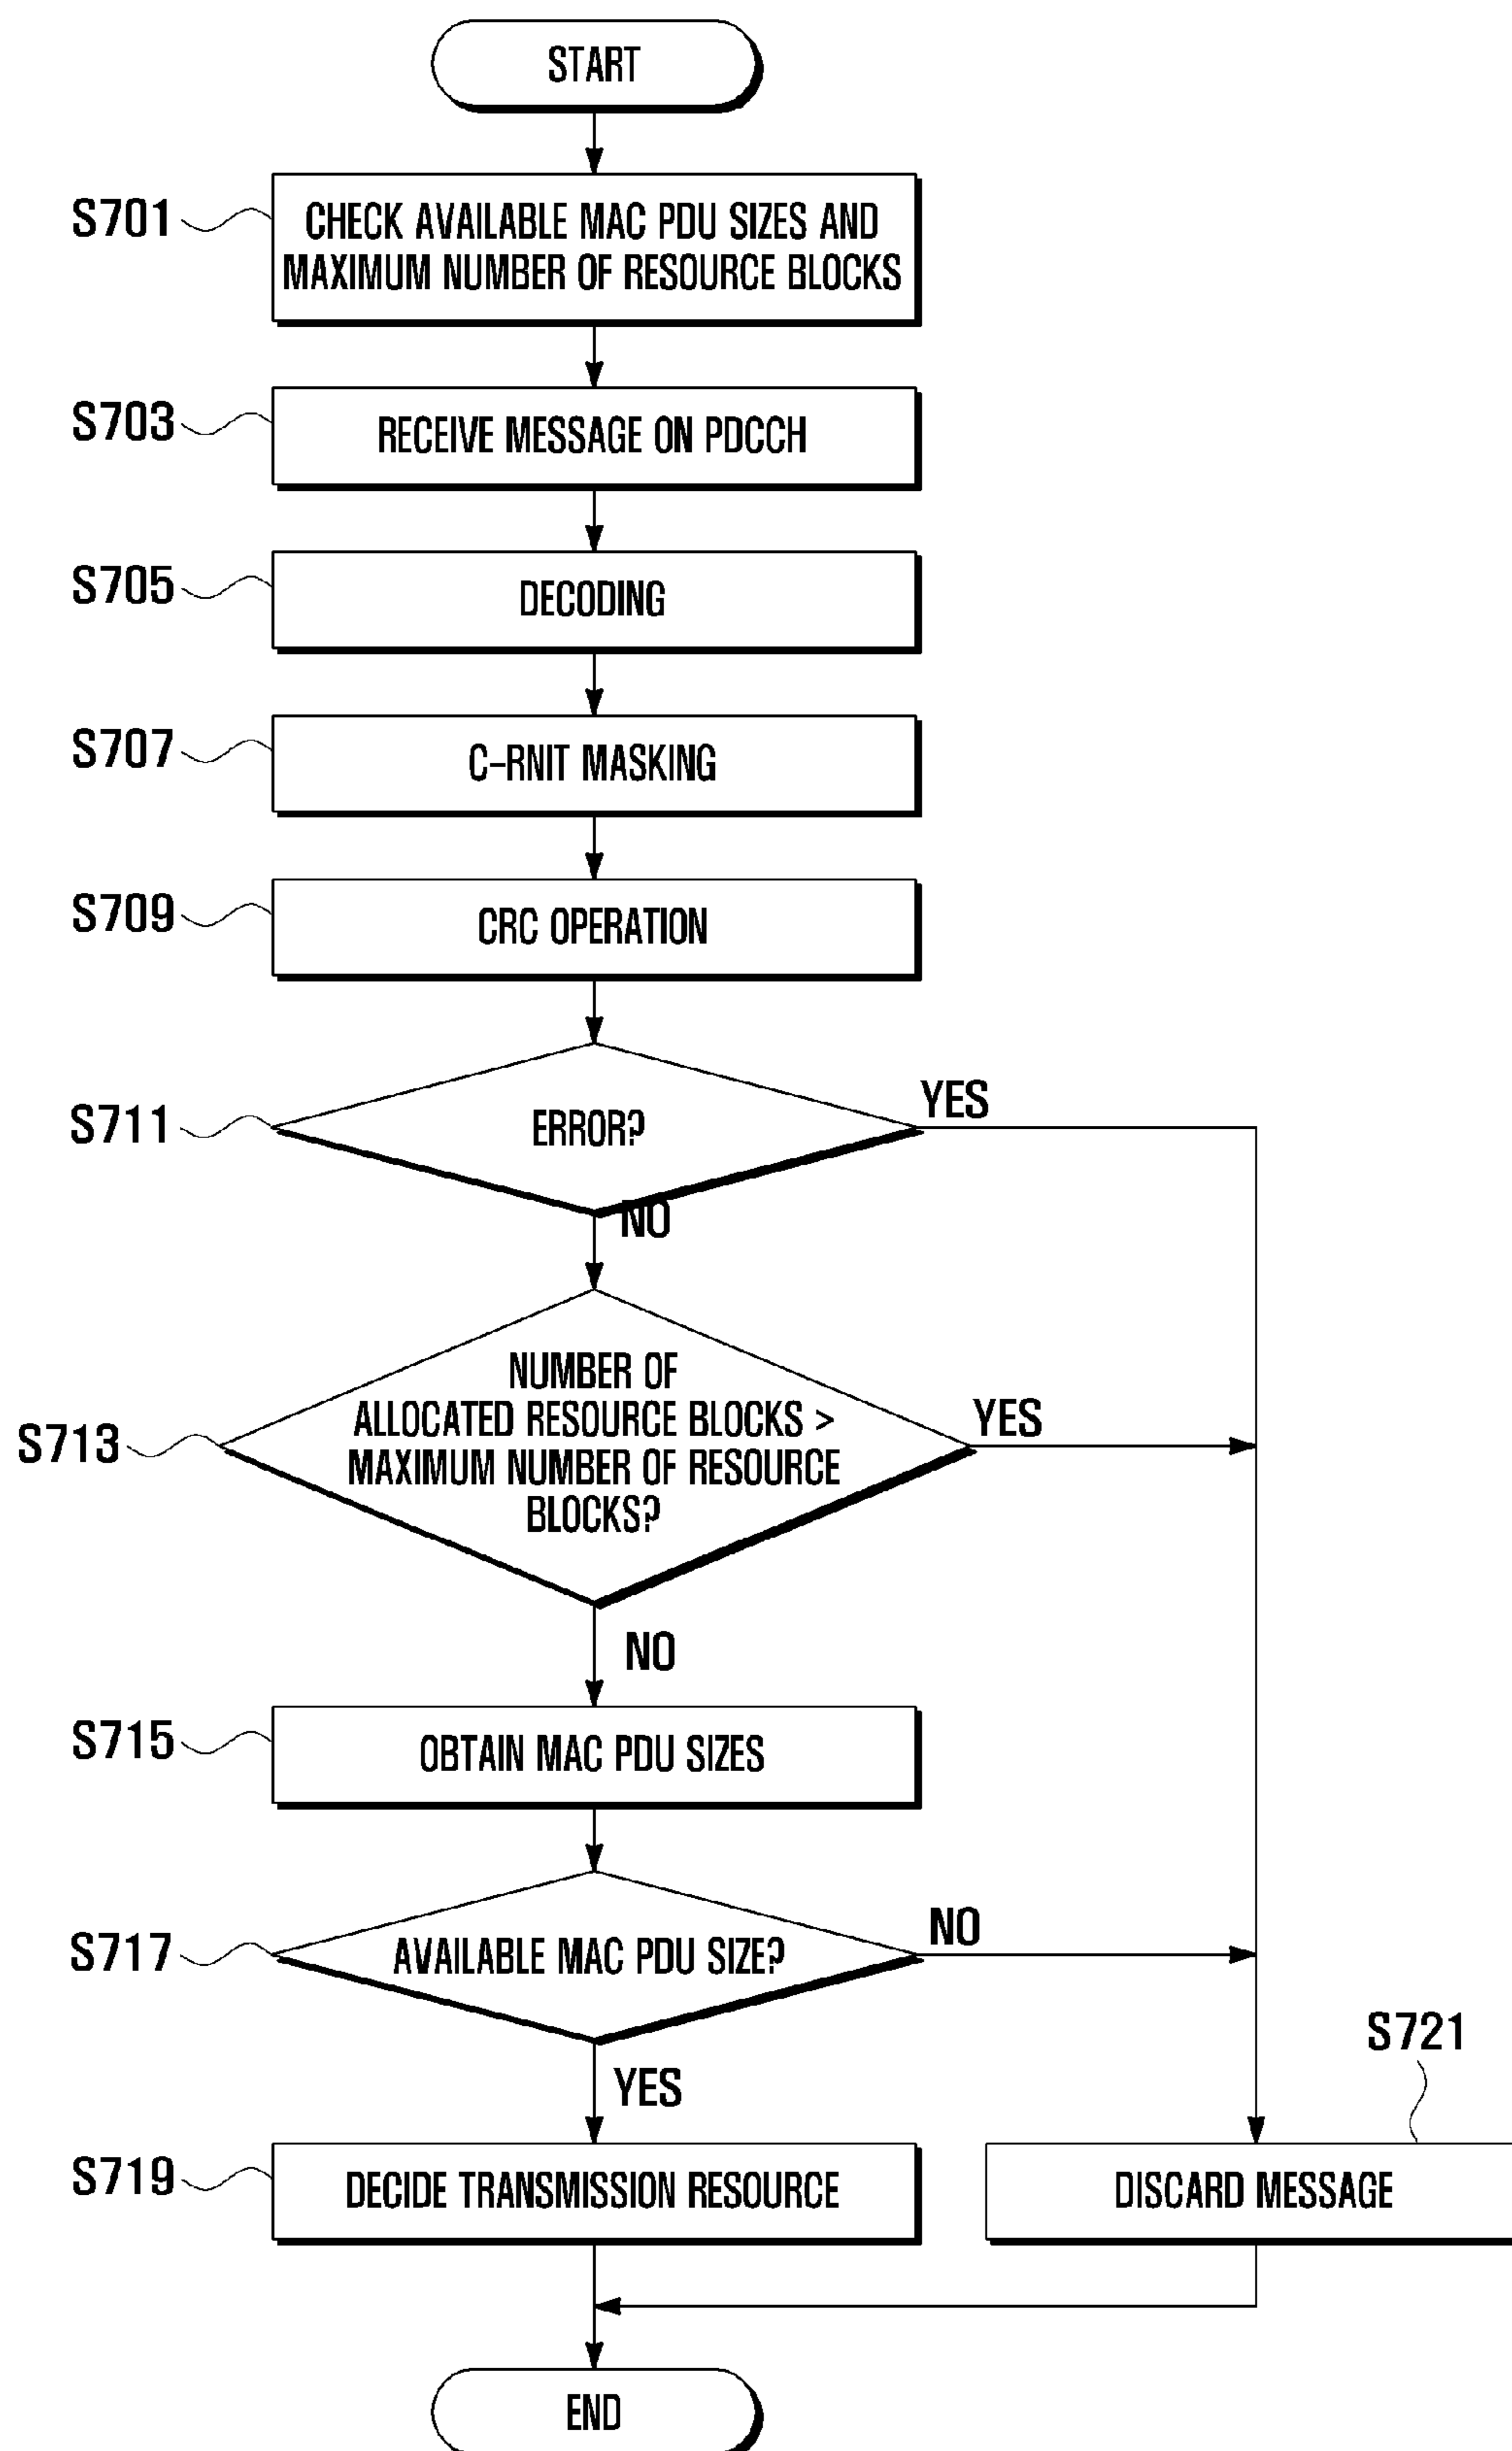 START
S701
CHECK AVAILABLE MAC PDU SIZES AND
MAXIMUM NUMBER OF RESOURCE BLOCKS
S703
RECEIVE MESSAGE ON PDCCH
S705
DECODING
S707
C-RNIT MASKING
S709
CRC OPERATION
S711
ERROR?
YES
NO
S713
NUMBER OF
ALLOCATED RESOURCE BLOCKS >
MAXIMUM NUMBER OF RESOURCE
BLOCKS?
YES
NO
S715
OBTAIN MAC PDU SIZES
S717
AVAILABLE MAC PDU SIZE?
NO
YES
S719
DECIDE TRANSMISSION RESOURCE
S721
DISCARD MESSAGE
END